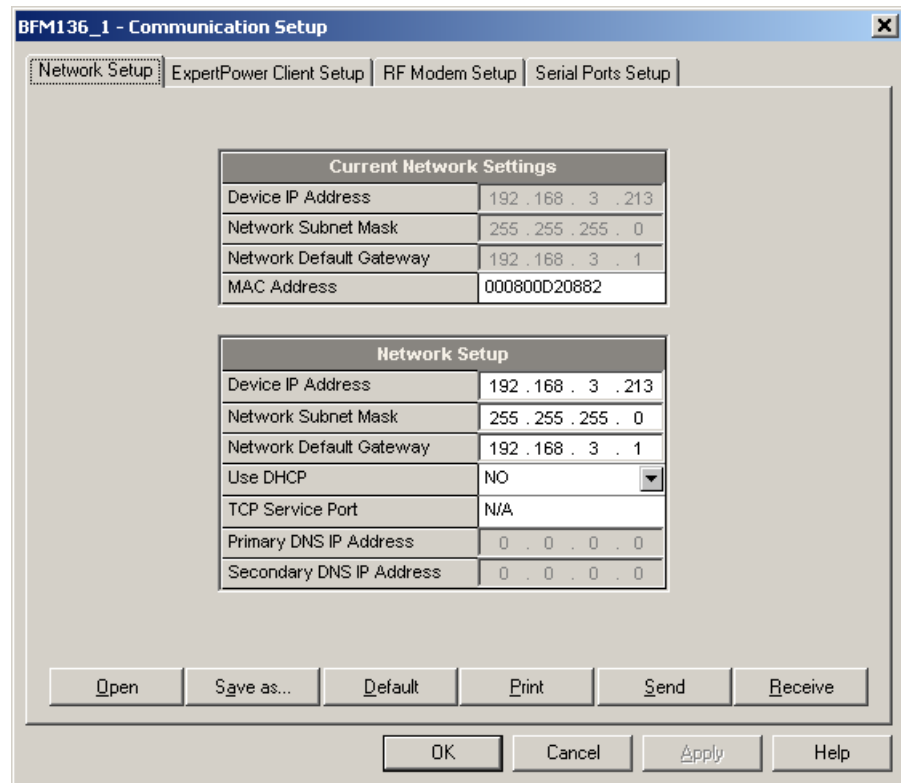 BFM136_1 - Communication Setup
Network Setup ExpertPower Client Setup RF Modem Setup Serial Ports Setup
Current Network Settings
Device IP Address 192 . 168 . 3 . 213
Network Subnet Mask 255 . 255 . 255 . 0
Network Default Gateway 192 . 168 . 3 . 1
MAC Address 000800D20882
Network Setup
Device IP Address 192 . 168 . 3 . 213
Network Subnet Mask 255 . 255 . 255 . 0
Network Default Gateway 192 . 168 . 3 . 1
Use DHCP NO
TCP Service Port N/A
Primary DNS IP Address 0 . 0 . 0 . 0
Secondary DNS IP Address 0 . 0 . 0 . 0
Open Save as... Default Print Send Receive
OK Cancel Apply Help